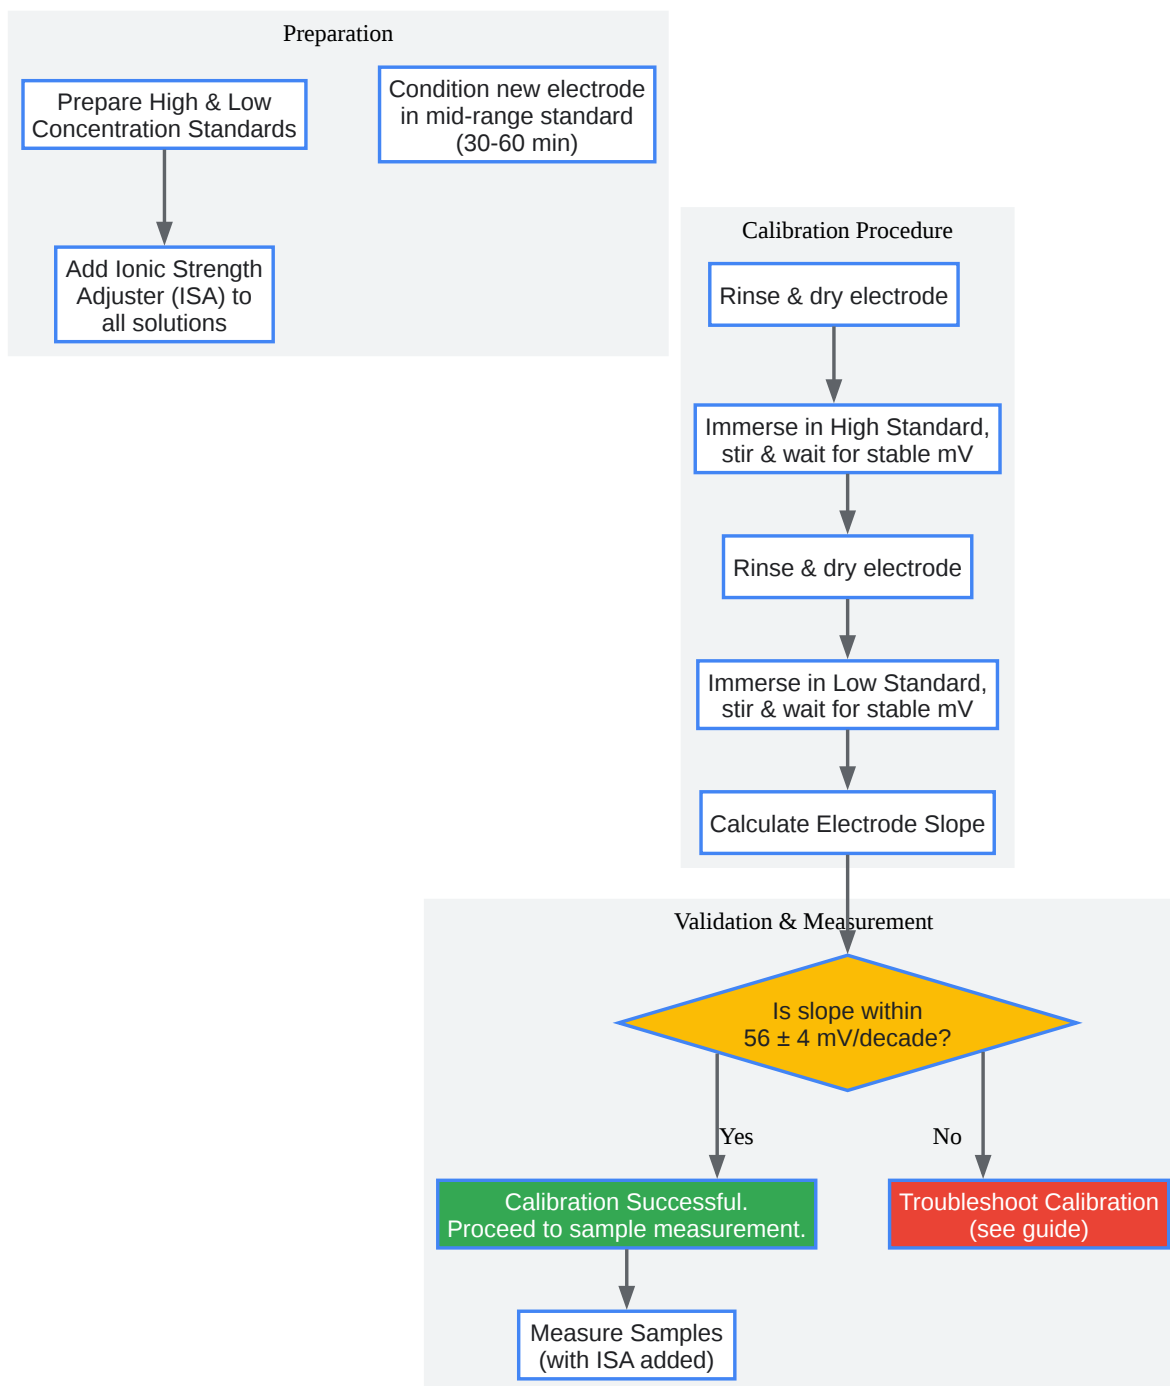 Preparation
Prepare High & Low
Concentration Standards
Condition new electrode
in mid-range standard
(30-60 min)
Add Ionic Strength
Adjuster (ISA) to
all solutions
Calibration Procedure
Rinse & dry electrode
Immerse in High Standard,
stir & wait for stable mV
Rinse & dry electrode
Immerse in Low Standard,
stir & wait for stable mV
Calculate Electrode Slope
Validation & Measurement
Is slope within
56 ± 4 mV/decade?
Yes
No
Calibration Successful.
Proceed to sample measurement.
Troubleshoot Calibration
(see guide)
Measure Samples
(with ISA added)